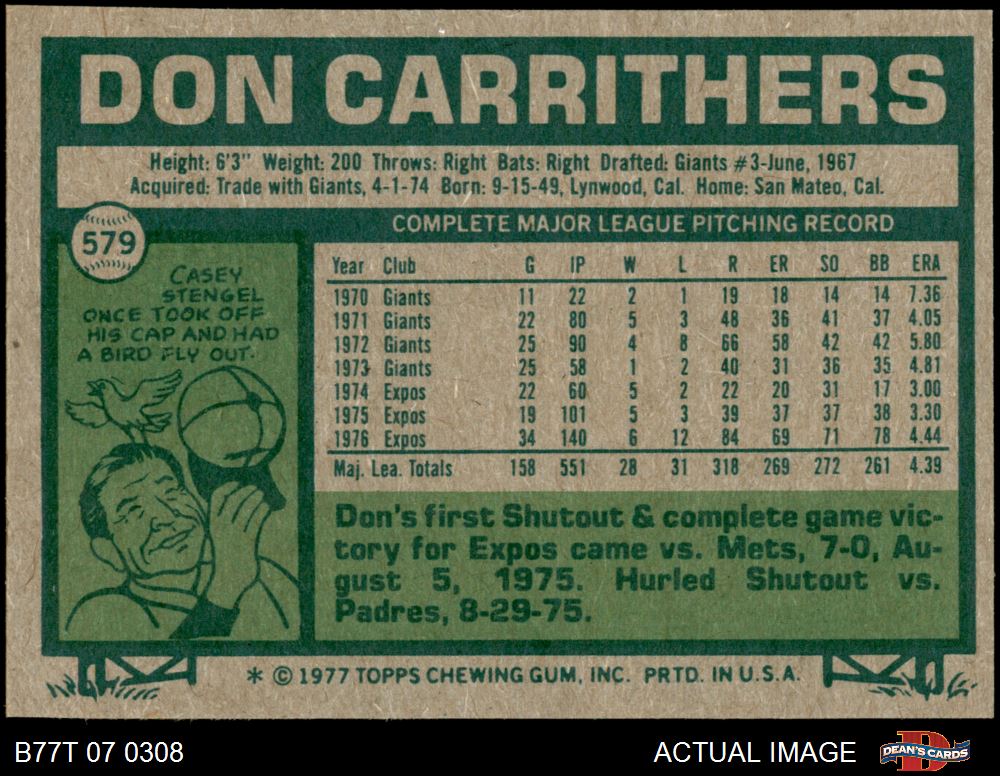 DON CARRITHERS
Height: 6'3" Weight: 200 Throws: Right Bats: Right Drafted: Giants #3-June, 1967
Acquired: Trade with Giants, 4-1-74 Born: 9-15-49, Lynwood, Cal. Home: San Mateo, Cal.
579
CASEY
STENGEL
ONCE TOOK OFF
HIS CAP AND HAD
A BIRD FLY OUT.
COMPLETE MAJOR LEAGUE PITCHING RECORD
Year Club G IP W L R ER SO BB ERA
1970 Giants 11 22 2 1 19 18 14 14 7.36
1971 Giants 22 80 5 3 48 36 41 37 4.05
1972 Giants 25 90 4 8 66 58 42 42 5.80
1973 Giants 25 58 1 2 40 31 36 35 4.81
1974 Expos 22 60 5 2 22 20 31 17 3.00
1975 Expos 19 101 5 3 39 37 37 38 3.30
1976 Expos 34 140 6 12 84 69 71 78 4.44
Maj. Lea. Totals 158 551 28 31 318 269 272 261 4.39
Don's first Shutout & complete game vic-
tory for Expos came vs. Mets, 7-0, Au-
gust 5, 1975. Hurled Shutout vs.
Padres, 8-29-75.
* © 1977 TOPPS CHEWING GUM, INC. PRTD. IN U.S.A.
B77T 07 0308
ACTUAL IMAGE
DEAN'S CARDS